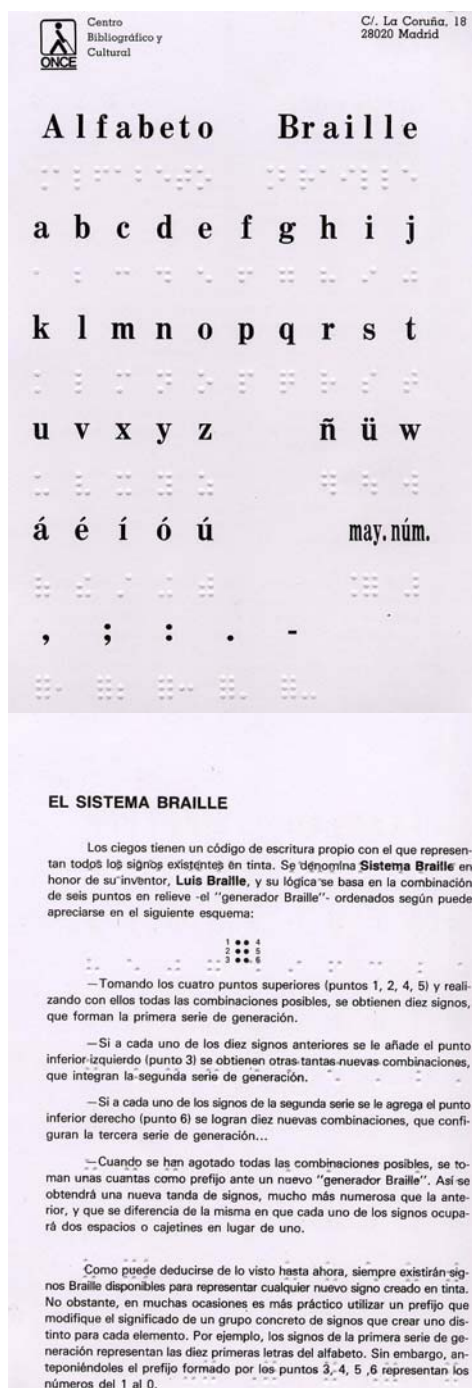 Centro
Bibliográfico y
Cultural
ONCE
C/. La Coruña, 18
28020 Madrid
Alfabeto Braille
a b c d e f g h i j
k l m n o p q r s t
u v x y z ñ ü w
á é í ó ú may. núm.
, ; : . -
EL SISTEMA BRAILLE
Los ciegos tienen un código de escritura propio con el que represen-
tan todos los signos existentes en tinta. Se denomina Sistema Braille en
honor de su inventor, Luis Braille, y su lógica se basa en la combinación
de seis puntos en relieve -el "generador Braille"- ordenados según puede
apreciarse en el siguiente esquema:
1 ●● 4
2 ●● 5
3 ●● 6
—Tomando los cuatro puntos superiores (puntos 1, 2, 4, 5) y reali-
zando con ellos todas las combinaciones posibles, se obtienen diez signos,
que forman la primera serie de generación.
—Si a cada uno de los diez signos anteriores se le añade el punto
inferior izquierdo (punto 3) se obtienen otras tantas nuevas combinaciones,
que integran la segunda serie de generación.
—Si a cada uno de los signos de la segunda serie se le agrega el punto
inferior derecho (punto 6) se logran diez nuevas combinaciones, que confi-
guran la tercera serie de generación...
—Cuando se han agotado todas las combinaciones posibles, se to-
man unas cuantas como prefijo ante un nuevo "generador Braille". Así se
obtendrá una nueva tanda de signos, mucho más numerosa que la ante-
rior, y que se diferencia de la misma en que cada uno de los signos ocupa-
rá dos espacios o cajetines en lugar de uno.
Como puede deducirse de lo visto hasta ahora, siempre existirán sig-
nos Braille disponibles para representar cualquier nuevo signo creado en tinta.
No obstante, en muchas ocasiones es más práctico utilizar un prefijo que
modifique el significado de un grupo concreto de signos que crear uno dis-
tinto para cada elemento. Por ejemplo, los signos de la primera serie de ge-
neración representan las diez primeras letras del alfabeto. Sin embargo, an-
teponiéndoles el prefijo formado por los puntos 3, 4, 5 ,6 representan los
números del 1 al 0.